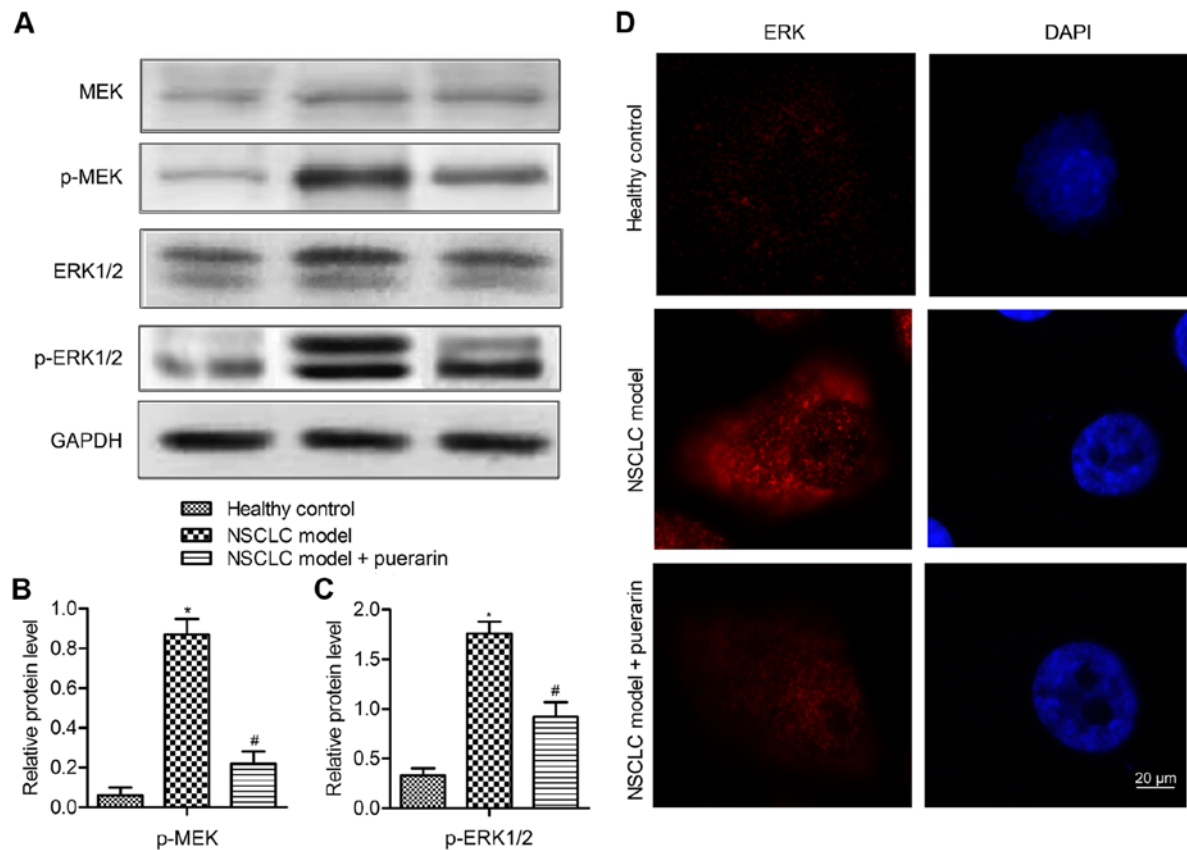 A
MEK
p-MEK
ERK1/2
p-ERK1/2
GAPDH
Healthy control
NSCLC model
NSCLC model + puerarin
B
Relative protein level
1.0
0.8
0.6
0.4
0.2
0.0
*
#
p-MEK
C
Relative protein level
2.0
1.5
1.0
0.5
0.0
*
#
p-ERK1/2
D
ERK
DAPI
Healthy control
NSCLC model
NSCLC model + puerarin
20 μm